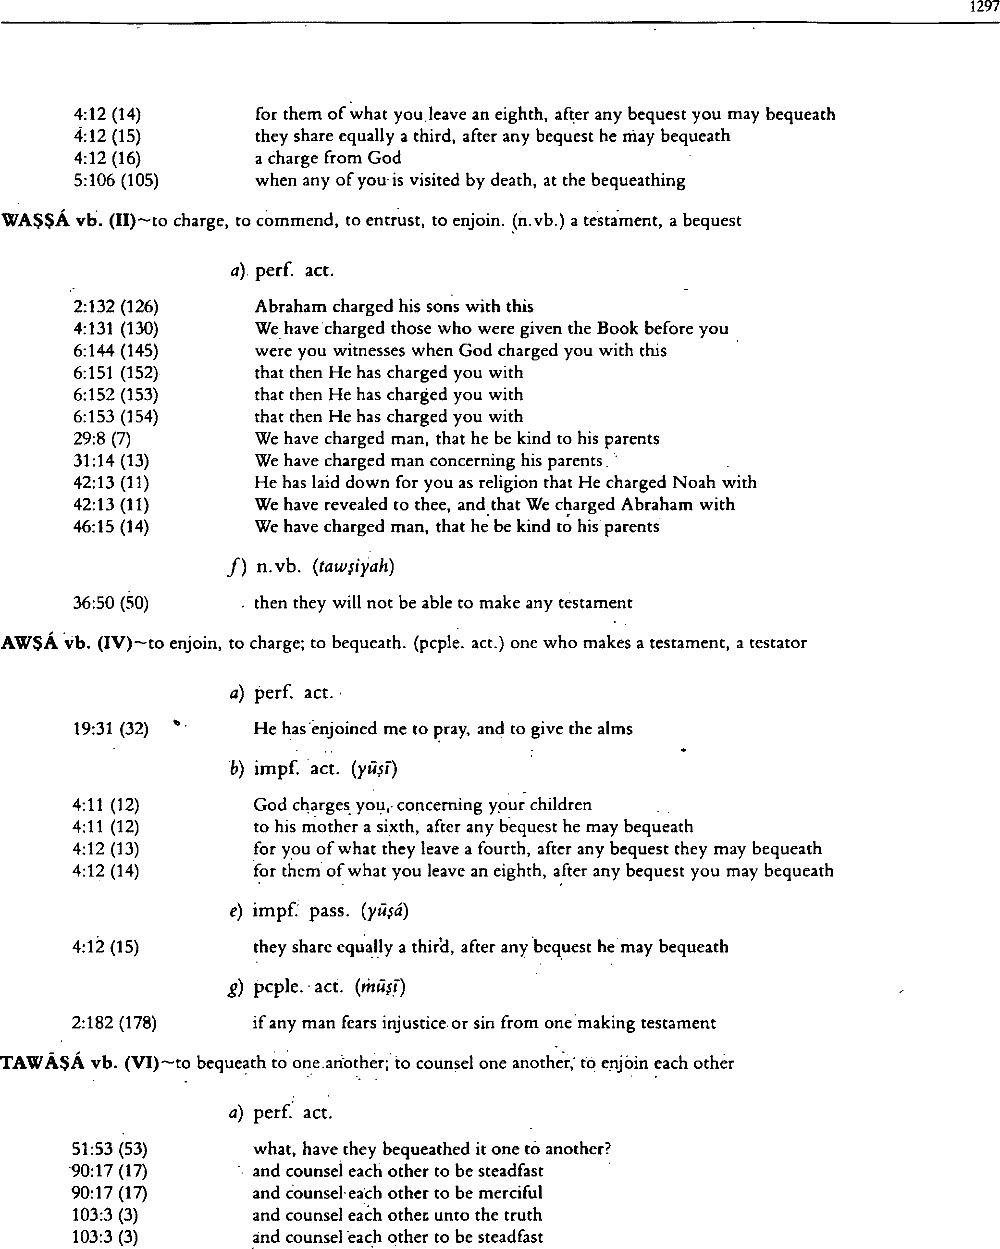 1297
4:12 (14) for them of what you leave an eighth, after any bequest you may bequeath
4:12 (15) they share equally a third, after any bequest he may bequeath
4:12 (16) a charge from God
5:106 (105) when any of you is visited by death, at the bequeathing
WAṢṢÁ vb. (II)~to charge, to commend, to entrust, to enjoin. (n.vb.) a testament, a bequest
a) perf. act.
2:132 (126) Abraham charged his sons with this
4:131 (130) We have charged those who were given the Book before you
6:144 (145) were you witnesses when God charged you with this
6:151 (152) that then He has charged you with
6:152 (153) that then He has charged you with
6:153 (154) that then He has charged you with
29:8 (7) We have charged man, that he be kind to his parents
31:14 (13) We have charged man concerning his parents
42:13 (11) He has laid down for you as religion that He charged Noah with
42:13 (11) We have revealed to thee, and that We charged Abraham with
46:15 (14) We have charged man, that he be kind to his parents
f) n.vb. (tawṣiyah)
36:50 (50) then they will not be able to make any testament
AWṢÁ vb. (IV)~to enjoin, to charge; to bequeath. (pcple. act.) one who makes a testament, a testator
a) perf. act.
19:31 (32) He has enjoined me to pray, and to give the alms
b) impf. act. (yūṣī)
4:11 (12) God charges you, concerning your children
4:11 (12) to his mother a sixth, after any bequest he may bequeath
4:12 (13) for you of what they leave a fourth, after any bequest they may bequeath
4:12 (14) for them of what you leave an eighth, after any bequest you may bequeath
e) impf. pass. (yūṣá)
4:12 (15) they share equally a third, after any bequest he may bequeath
g) pcple. act. (mūṣī)
2:182 (178) if any man fears injustice or sin from one making testament
TAWĀṢÁ vb. (VI)~to bequeath to one another; to counsel one another, to enjoin each other
a) perf. act.
51:53 (53) what, have they bequeathed it one to another?
90:17 (17) and counsel each other to be steadfast
90:17 (17) and counsel each other to be merciful
103:3 (3) and counsel each other unto the truth
103:3 (3) and counsel each other to be steadfast